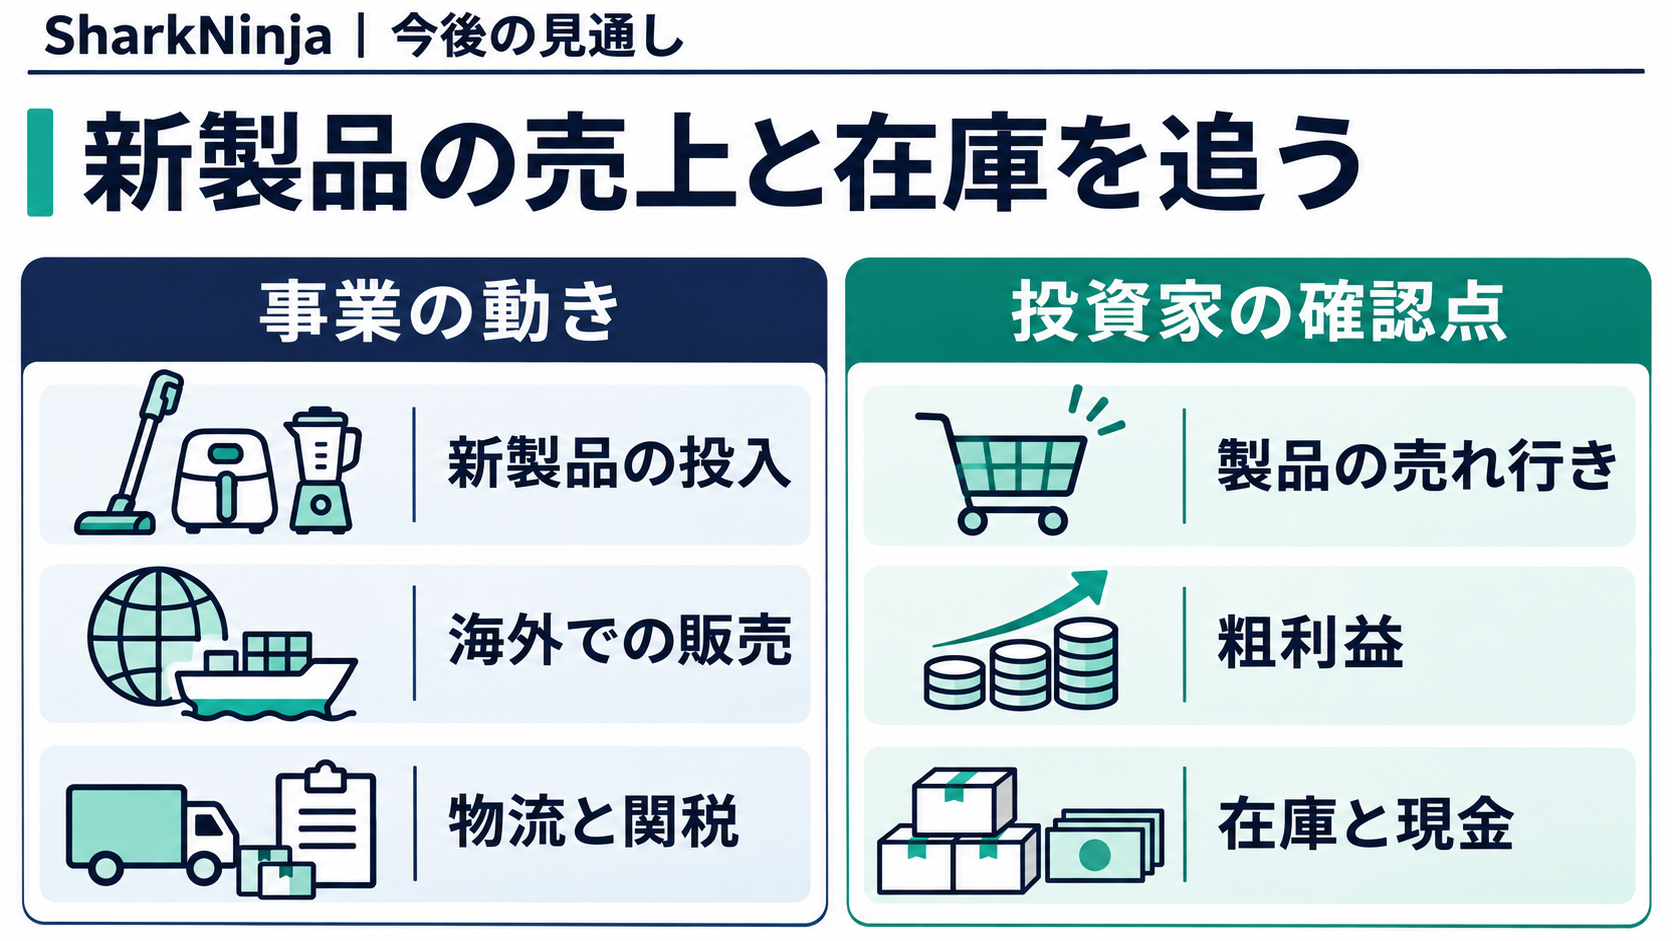 SharkNinja｜今後の見通し
新製品の売上と在庫を追う
事業の動き
新製品の投入
海外での販売
物流と関税
投資家の確認点
製品の売れ行き
粗利益
在庫と現金